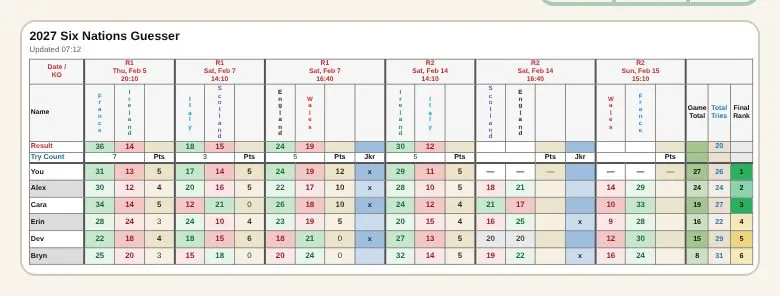 2027 Six Nations Guesser
Updated 07:12
Date / KO R1 Thu, Feb 5 20:10 R1 Sat, Feb 7 14:10 R1 Sat, Feb 7 16:40 R2 Sat, Feb 14 14:10 R2 Sat, Feb 14 16:40 R2 Sun, Feb 15 15:10
Name France Ireland Italy Scotland England Wales Ireland Italy Scotland England Wales France Game Total Total Tries Final Rank
Result 36 14 18 15 24 19 30 12 20
Try Count 7 Pts 3 Pts 5 Pts Jkr 5 Pts Pts Jkr Pts
You 31 13 5 17 14 5 24 19 12 x 29 11 5 — — — — — — 27 26 1
Alex 30 12 4 20 16 5 22 17 10 x 28 10 5 18 21 14 29 24 24 2
Cara 34 14 5 12 21 0 26 18 10 x 24 12 4 21 17 10 33 19 27 3
Erin 28 24 3 24 10 4 23 19 5 20 15 4 16 25 x 9 28 16 22 4
Dev 22 18 4 18 15 6 18 21 0 x 27 13 5 20 20 12 30 15 29 5
Bryn 25 20 3 15 18 0 20 24 0 32 14 5 19 22 x 16 24 8 31 6